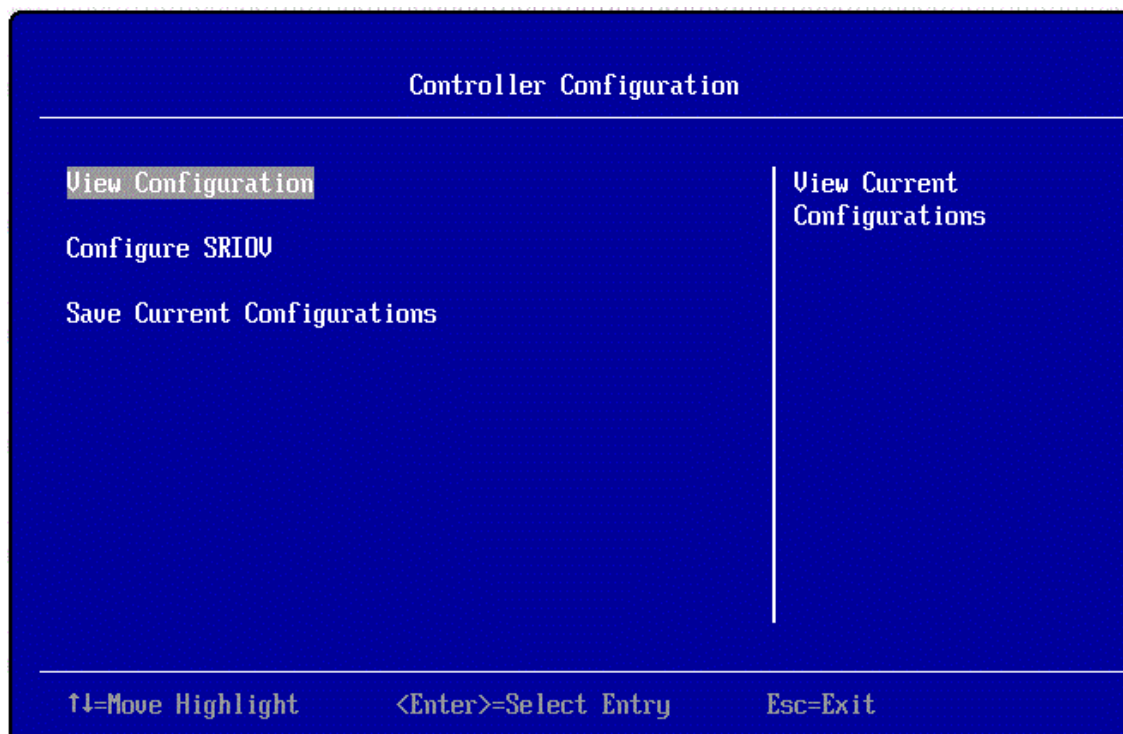 Controller Configuration
View Configuration
View Current
Configurations
Configure SRIOV
Save Current Configurations
↑↓=Move Highlight <Enter>=Select Entry Esc=Exit